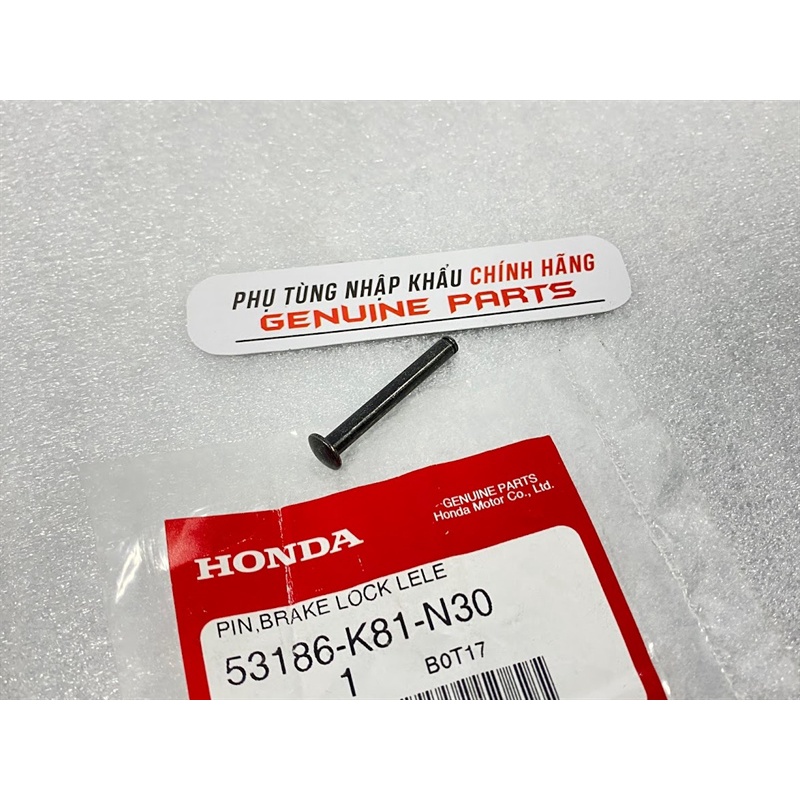 PHỤ TÙNG NHẬP KHẨU CHÍNH HÃNG
GENUINE PARTS
GENUINE PARTS
Honda Motor Co., Ltd.
HONDA
PIN,BRAKE LOCK LELE
53186-K81-N30
1 B0T17